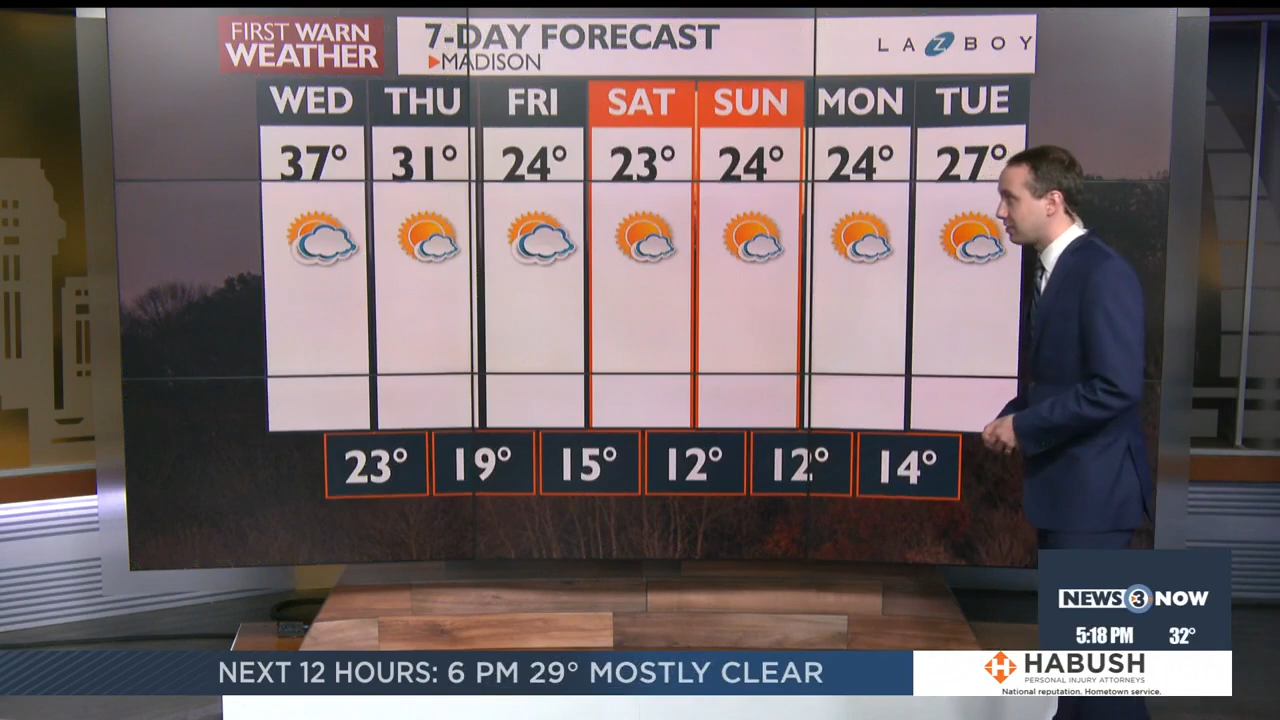 FIRST WARN
WEATHER
7-DAY FORECAST
MADISON
LA Z BOY
WED THU FRI SAT SUN MON TUE
37° 31° 24° 23° 24° 24° 27°
23° 19° 15° 12° 12° 14°
NEWS 3 NOW
5:18 PM 32°
NEXT 12 HOURS: 6 PM 29° MOSTLY CLEAR
HABUSH
PERSONAL INJURY ATTORNEYS
National reputation. Hometown service.